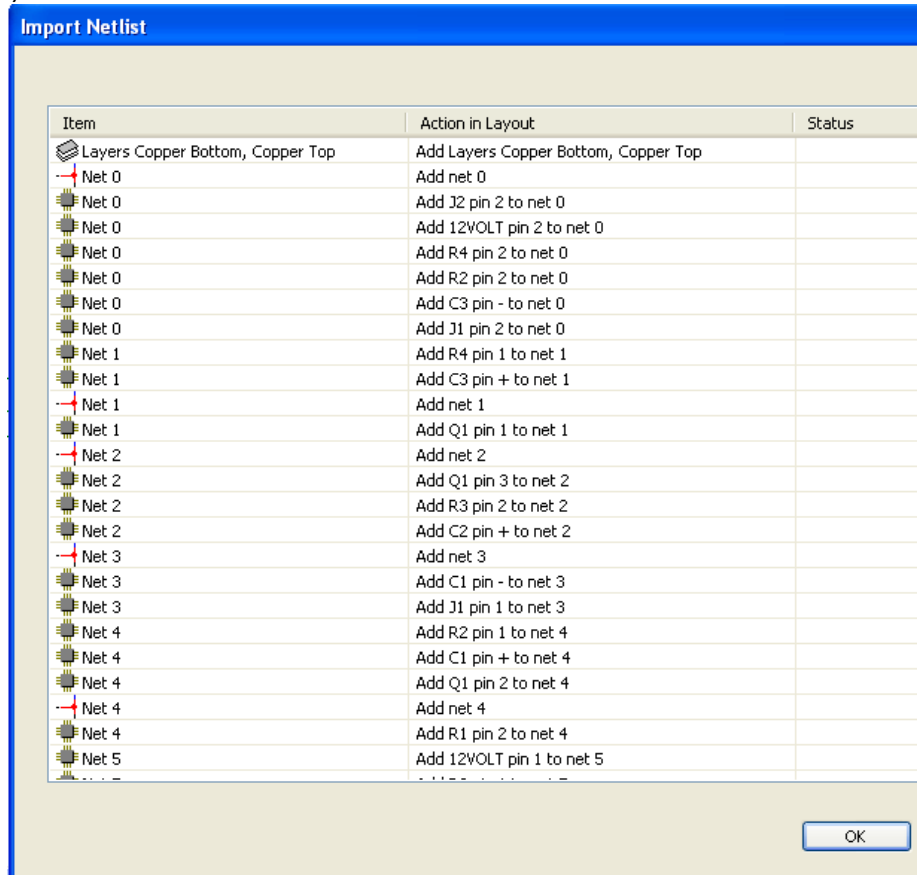 Import Netlist
Item Action in Layout Status
Layers Copper Bottom, Copper Top Add Layers Copper Bottom, Copper Top
Net 0 Add net 0
Net 0 Add J2 pin 2 to net 0
Net 0 Add 12VOLT pin 2 to net 0
Net 0 Add R4 pin 2 to net 0
Net 0 Add R2 pin 2 to net 0
Net 0 Add C3 pin - to net 0
Net 0 Add J1 pin 2 to net 0
Net 1 Add R4 pin 1 to net 1
Net 1 Add C3 pin + to net 1
Net 1 Add net 1
Net 1 Add Q1 pin 1 to net 1
Net 2 Add net 2
Net 2 Add Q1 pin 3 to net 2
Net 2 Add R3 pin 2 to net 2
Net 2 Add C2 pin + to net 2
Net 3 Add net 3
Net 3 Add C1 pin - to net 3
Net 3 Add J1 pin 1 to net 3
Net 4 Add R2 pin 1 to net 4
Net 4 Add C1 pin + to net 4
Net 4 Add Q1 pin 2 to net 4
Net 4 Add net 4
Net 4 Add R1 pin 2 to net 4
Net 5 Add 12VOLT pin 1 to net 5
OK